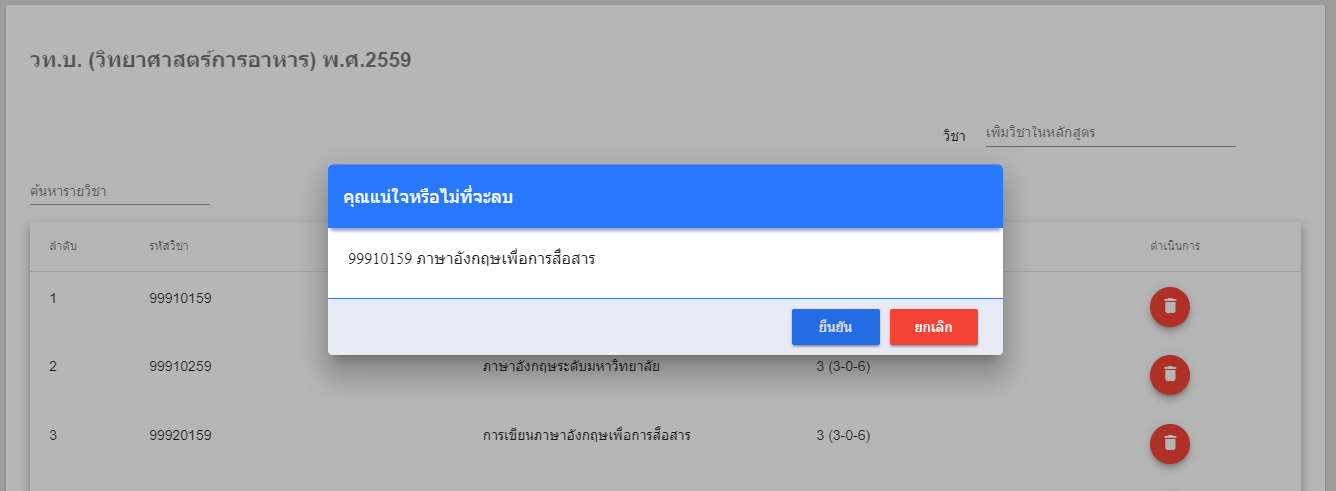 วท.บ. (วิทยาศาสตร์การอาหาร) พ.ศ.2559
วิชา เพิ่มวิชาในหลักสูตร
ค้นหารายวิชา
คุณแน่ใจหรือไม่ที่จะลบ
99910159 ภาษาอังกฤษเพื่อการสื่อสาร
ยืนยัน ยกเลิก
ลำดับ รหัสวิชา ดำเนินการ
1 99910159
2 99910259 ภาษาอังกฤษระดับมหาวิทยาลัย 3 (3-0-6)
3 99920159 การเขียนภาษาอังกฤษเพื่อการสื่อสาร 3 (3-0-6)